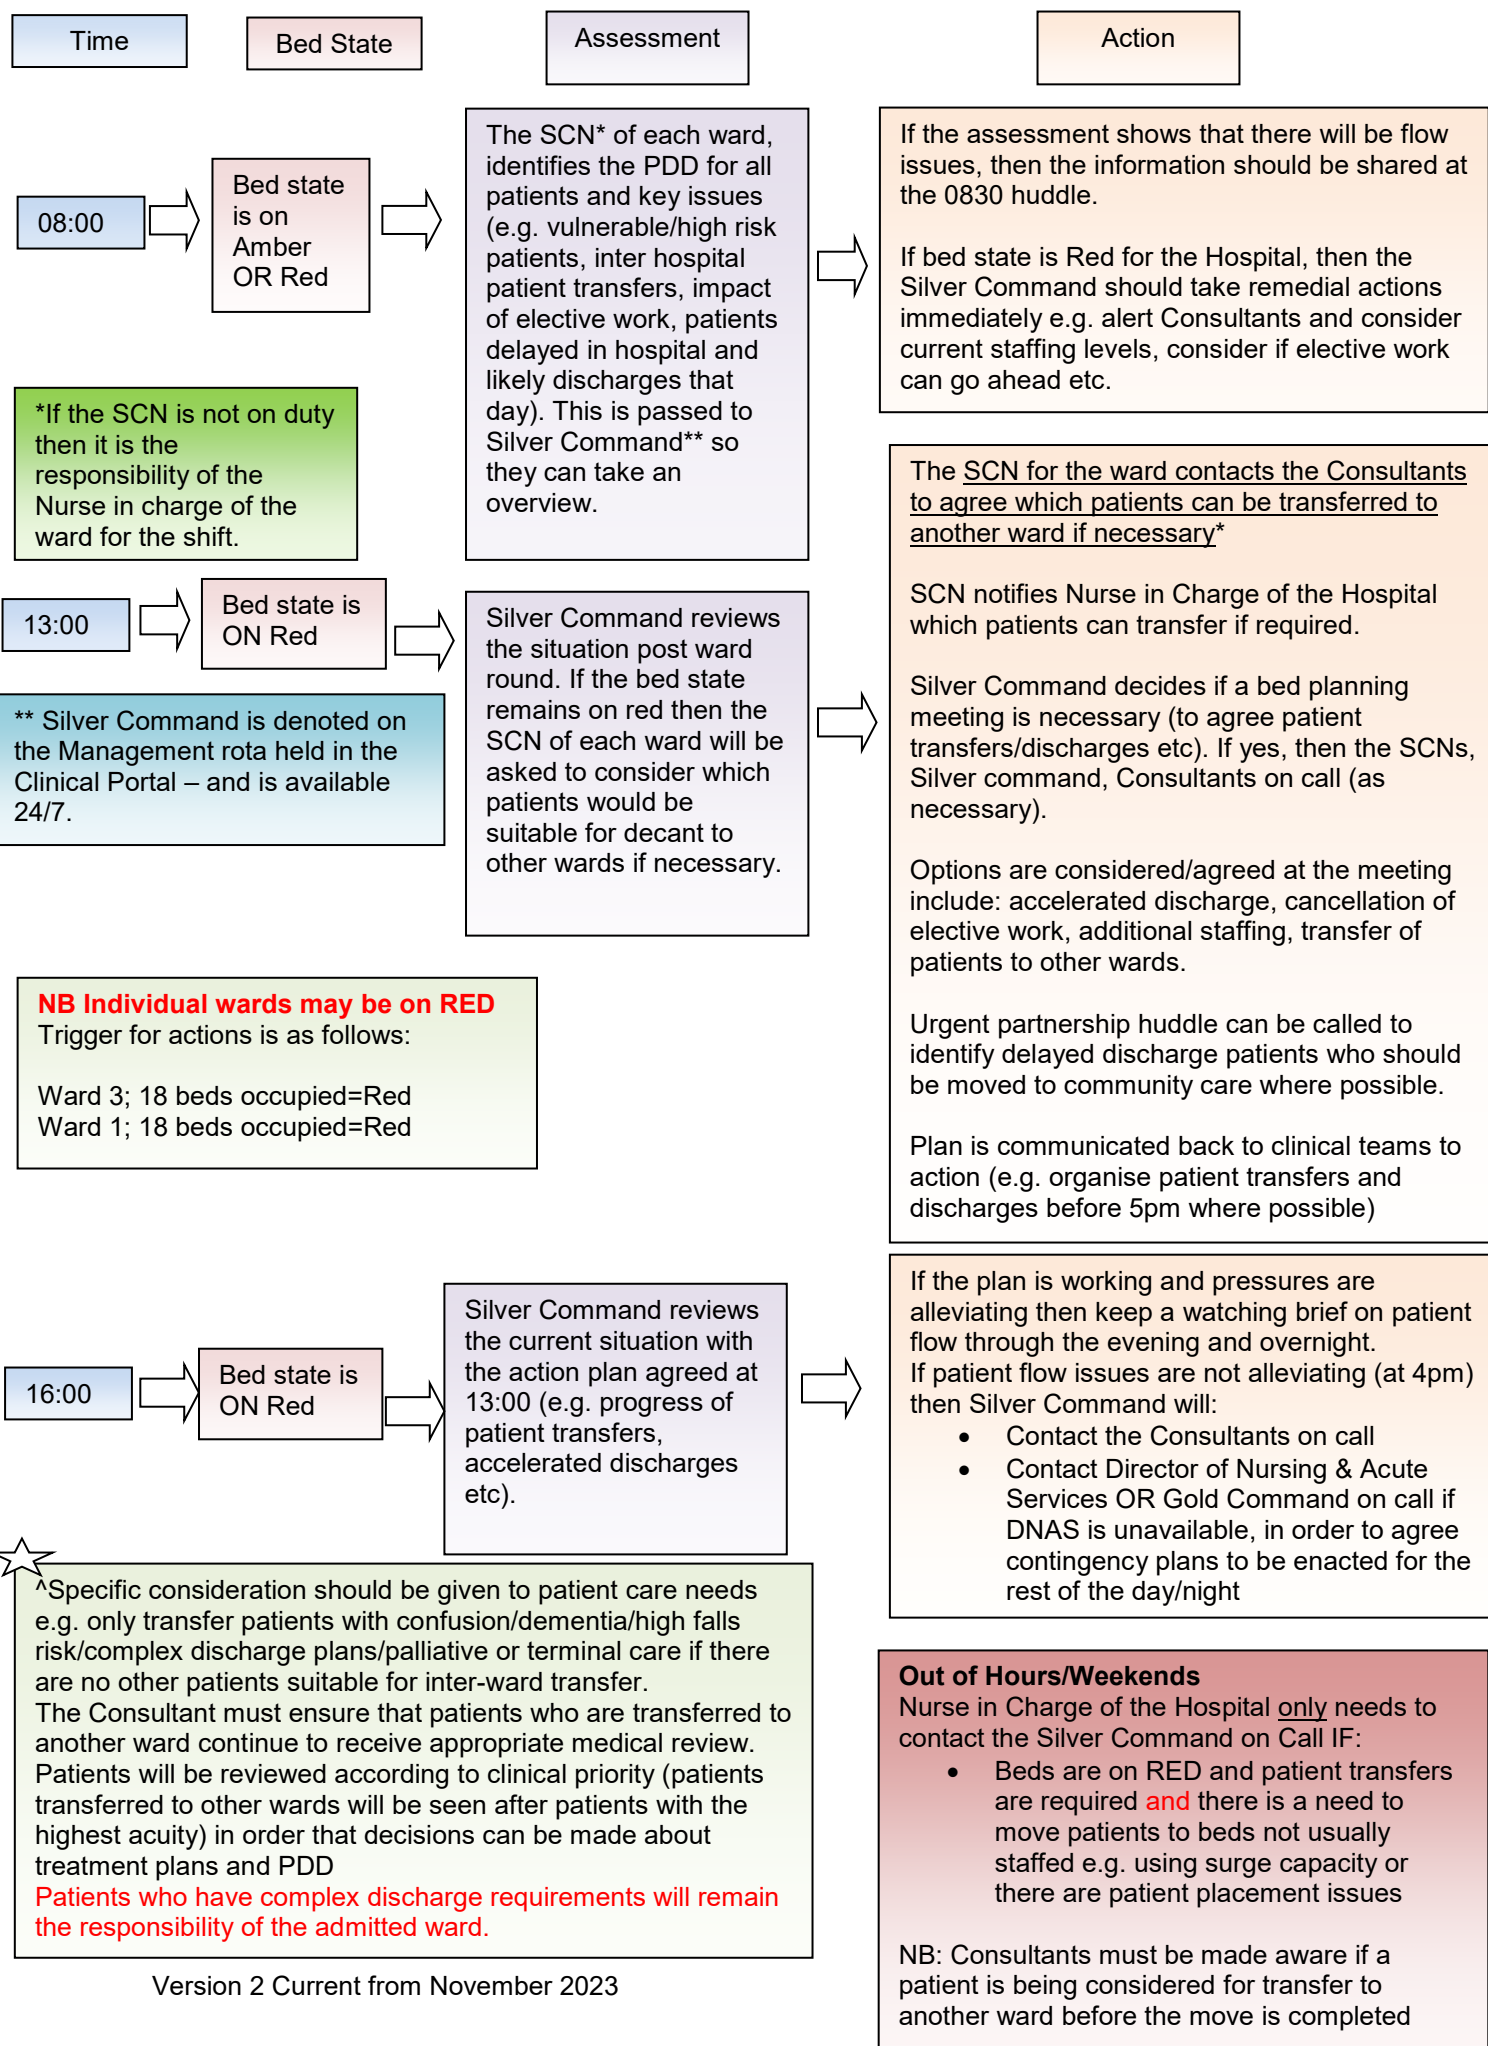 Time
Bed State
Assessment
Action
08:00
Bed state
is on
Amber
OR Red
The SCN* of each ward,
identifies the PDD for all
patients and key issues
(e.g. vulnerable/high risk
patients, inter hospital
patient transfers, impact
of elective work, patients
delayed in hospital and
likely discharges that
day). This is passed to
Silver Command** so
they can take an
overview.
If the assessment shows that there will be flow
issues, then the information should be shared at
the 0830 huddle.
If bed state is Red for the Hospital, then the
Silver Command should take remedial actions
immediately e.g. alert Consultants and consider
current staffing levels, consider if elective work
can go ahead etc.
*If the SCN is not on duty
then it is the
responsibility of the
Nurse in charge of the
ward for the shift.
13:00
Bed state is
ON Red
Silver Command reviews
the situation post ward
round. If the bed state
remains on red then the
SCN of each ward will be
asked to consider which
patients would be
suitable for decant to
other wards if necessary.
The SCN for the ward contacts the Consultants
to agree which patients can be transferred to
another ward if necessary*
SCN notifies Nurse in Charge of the Hospital
which patients can transfer if required.
Silver Command decides if a bed planning
meeting is necessary (to agree patient
transfers/discharges etc). If yes, then the SCNs,
Silver command, Consultants on call (as
necessary).
Options are considered/agreed at the meeting
include: accelerated discharge, cancellation of
elective work, additional staffing, transfer of
patients to other wards.
Urgent partnership huddle can be called to
identify delayed discharge patients who should
be moved to community care where possible.
Plan is communicated back to clinical teams to
action (e.g. organise patient transfers and
discharges before 5pm where possible)
** Silver Command is denoted on
the Management rota held in the
Clinical Portal – and is available
24/7.
NB Individual wards may be on RED
Trigger for actions is as follows:
Ward 3; 18 beds occupied=Red
Ward 1; 18 beds occupied=Red
16:00
Bed state is
ON Red
Silver Command reviews
the current situation with
the action plan agreed at
13:00 (e.g. progress of
patient transfers,
accelerated discharges
etc).
If the plan is working and pressures are
alleviating then keep a watching brief on patient
flow through the evening and overnight.
If patient flow issues are not alleviating (at 4pm)
then Silver Command will:
• Contact the Consultants on call
• Contact Director of Nursing & Acute
Services OR Gold Command on call if
DNAS is unavailable, in order to agree
contingency plans to be enacted for the
rest of the day/night
^Specific consideration should be given to patient care needs
e.g. only transfer patients with confusion/dementia/high falls
risk/complex discharge plans/palliative or terminal care if there
are no other patients suitable for inter-ward transfer.
The Consultant must ensure that patients who are transferred to
another ward continue to receive appropriate medical review.
Patients will be reviewed according to clinical priority (patients
transferred to other wards will be seen after patients with the
highest acuity) in order that decisions can be made about
treatment plans and PDD
Patients who have complex discharge requirements will remain
the responsibility of the admitted ward.
Out of Hours/Weekends
Nurse in Charge of the Hospital only needs to
contact the Silver Command on Call IF:
• Beds are on RED and patient transfers
are required and there is a need to
move patients to beds not usually
staffed e.g. using surge capacity or
there are patient placement issues
NB: Consultants must be made aware if a
patient is being considered for transfer to
another ward before the move is completed
Version 2 Current from November 2023